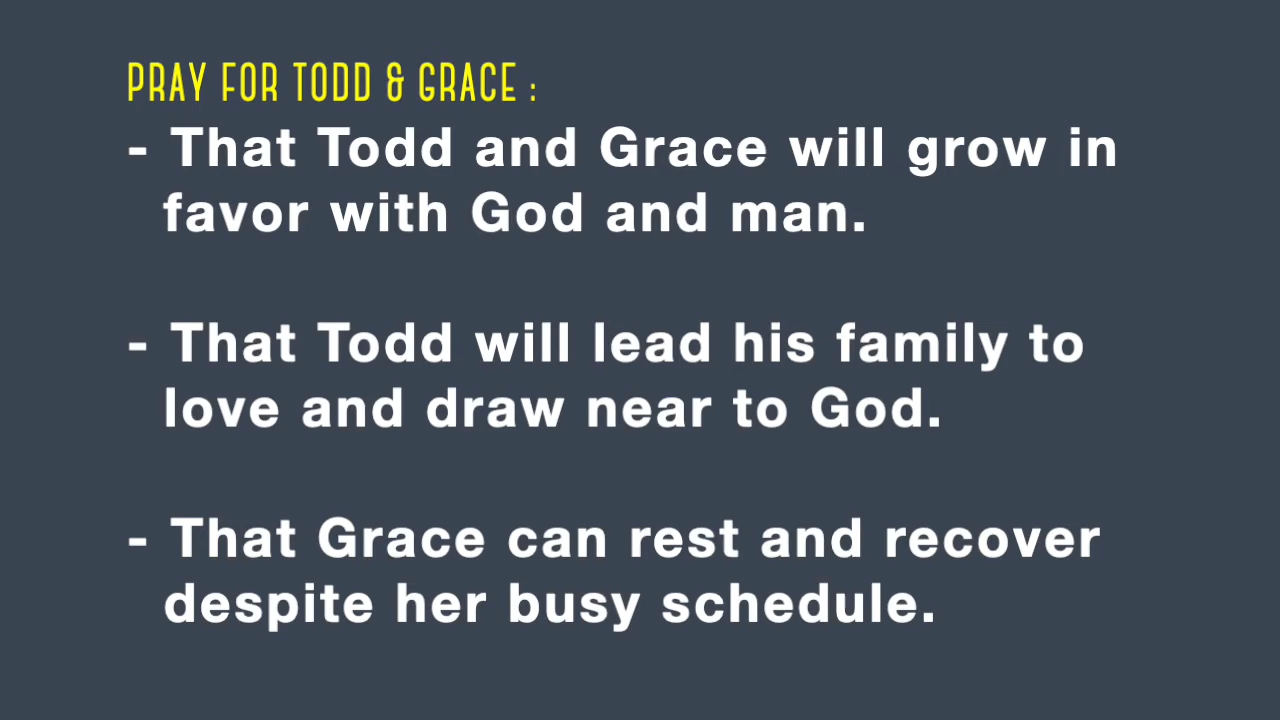 PRAY FOR TODD & GRACE :
- That Todd and Grace will grow in
favor with God and man.
- That Todd will lead his family to
love and draw near to God.
- That Grace can rest and recover
despite her busy schedule.